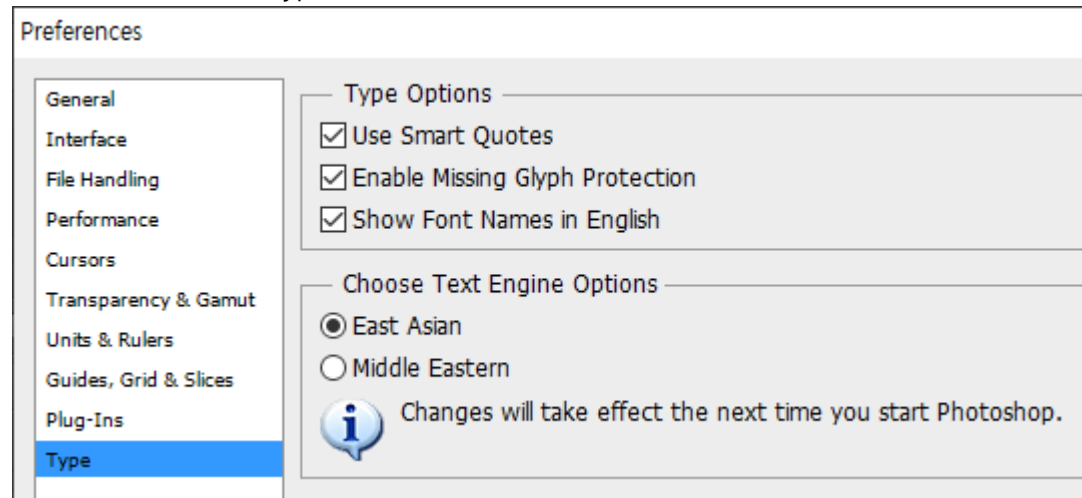 Preferences
General
Interface
File Handling
Performance
Cursors
Transparency & Gamut
Units & Rulers
Guides, Grid & Slices
Plug-Ins
Type
Type Options
Use Smart Quotes
Enable Missing Glyph Protection
Show Font Names in English
Choose Text Engine Options
East Asian
Middle Eastern
Changes will take effect the next time you start Photoshop.